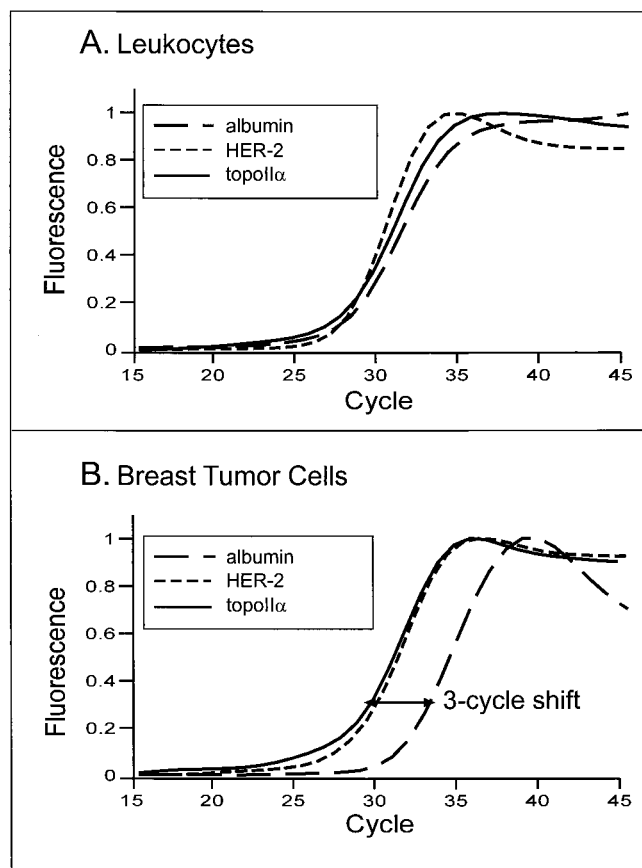 A. Leukocytes
albumin
HER-2
topoIIα
Fluorescence
1
0.8
0.6
0.4
0.2
0
15 20 25 30 35 40 45
Cycle
B. Breast Tumor Cells
albumin
HER-2
topoIIα
Fluorescence
1
0.8
0.6
0.4
0.2
0
3-cycle shift
15 20 25 30 35 40 45
Cycle